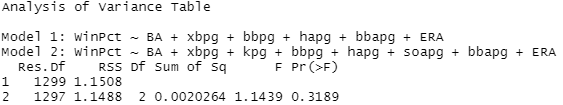 Analysis of Variance Table
Model 1: WinPct ~ BA + xbpg + bbpg + hapg + bbapg + ERA
Model 2: WinPct ~ BA + xbpg + kpg + bbpg + hapg + soapg + bbapg + ERA
Res.Df RSS Df Sum of Sq F Pr(>F)
1 1299 1.1508
2 1297 1.1488 2 0.0020264 1.1439 0.3189